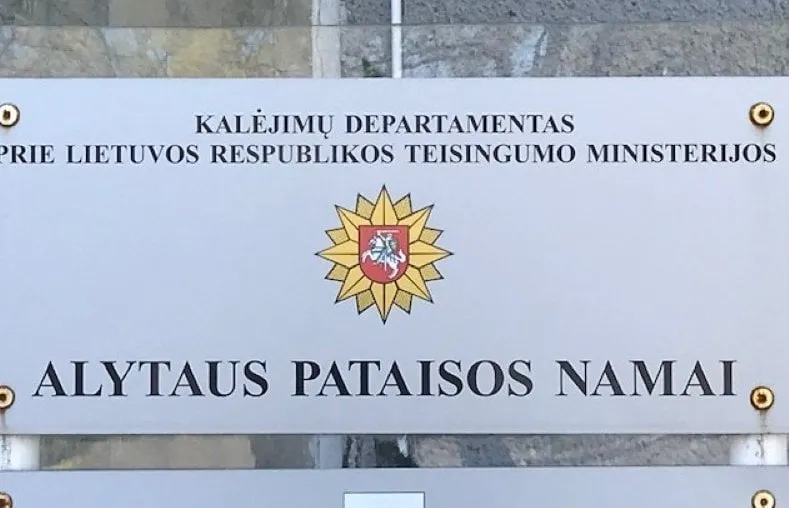 KALĖJIMŲ DEPARTAMENTAS
PRIE LIETUVOS RESPUBLIKOS TEISINGUMO MINISTERIJOS
ALYTAUS PATAISOS NAMAI